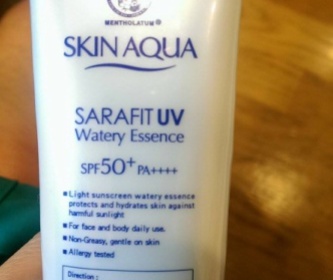 MENTHOLATUM®
SKIN AQUA
SARAFIT UV
Watery Essence
SPF50+ PA++++
■Light sunscreen watery essence
protects and hydrates skin against
harmful sunlight
■For face and body daily use.
■Non-Greasy, gentle on skin
■Allergy tested
Direction :